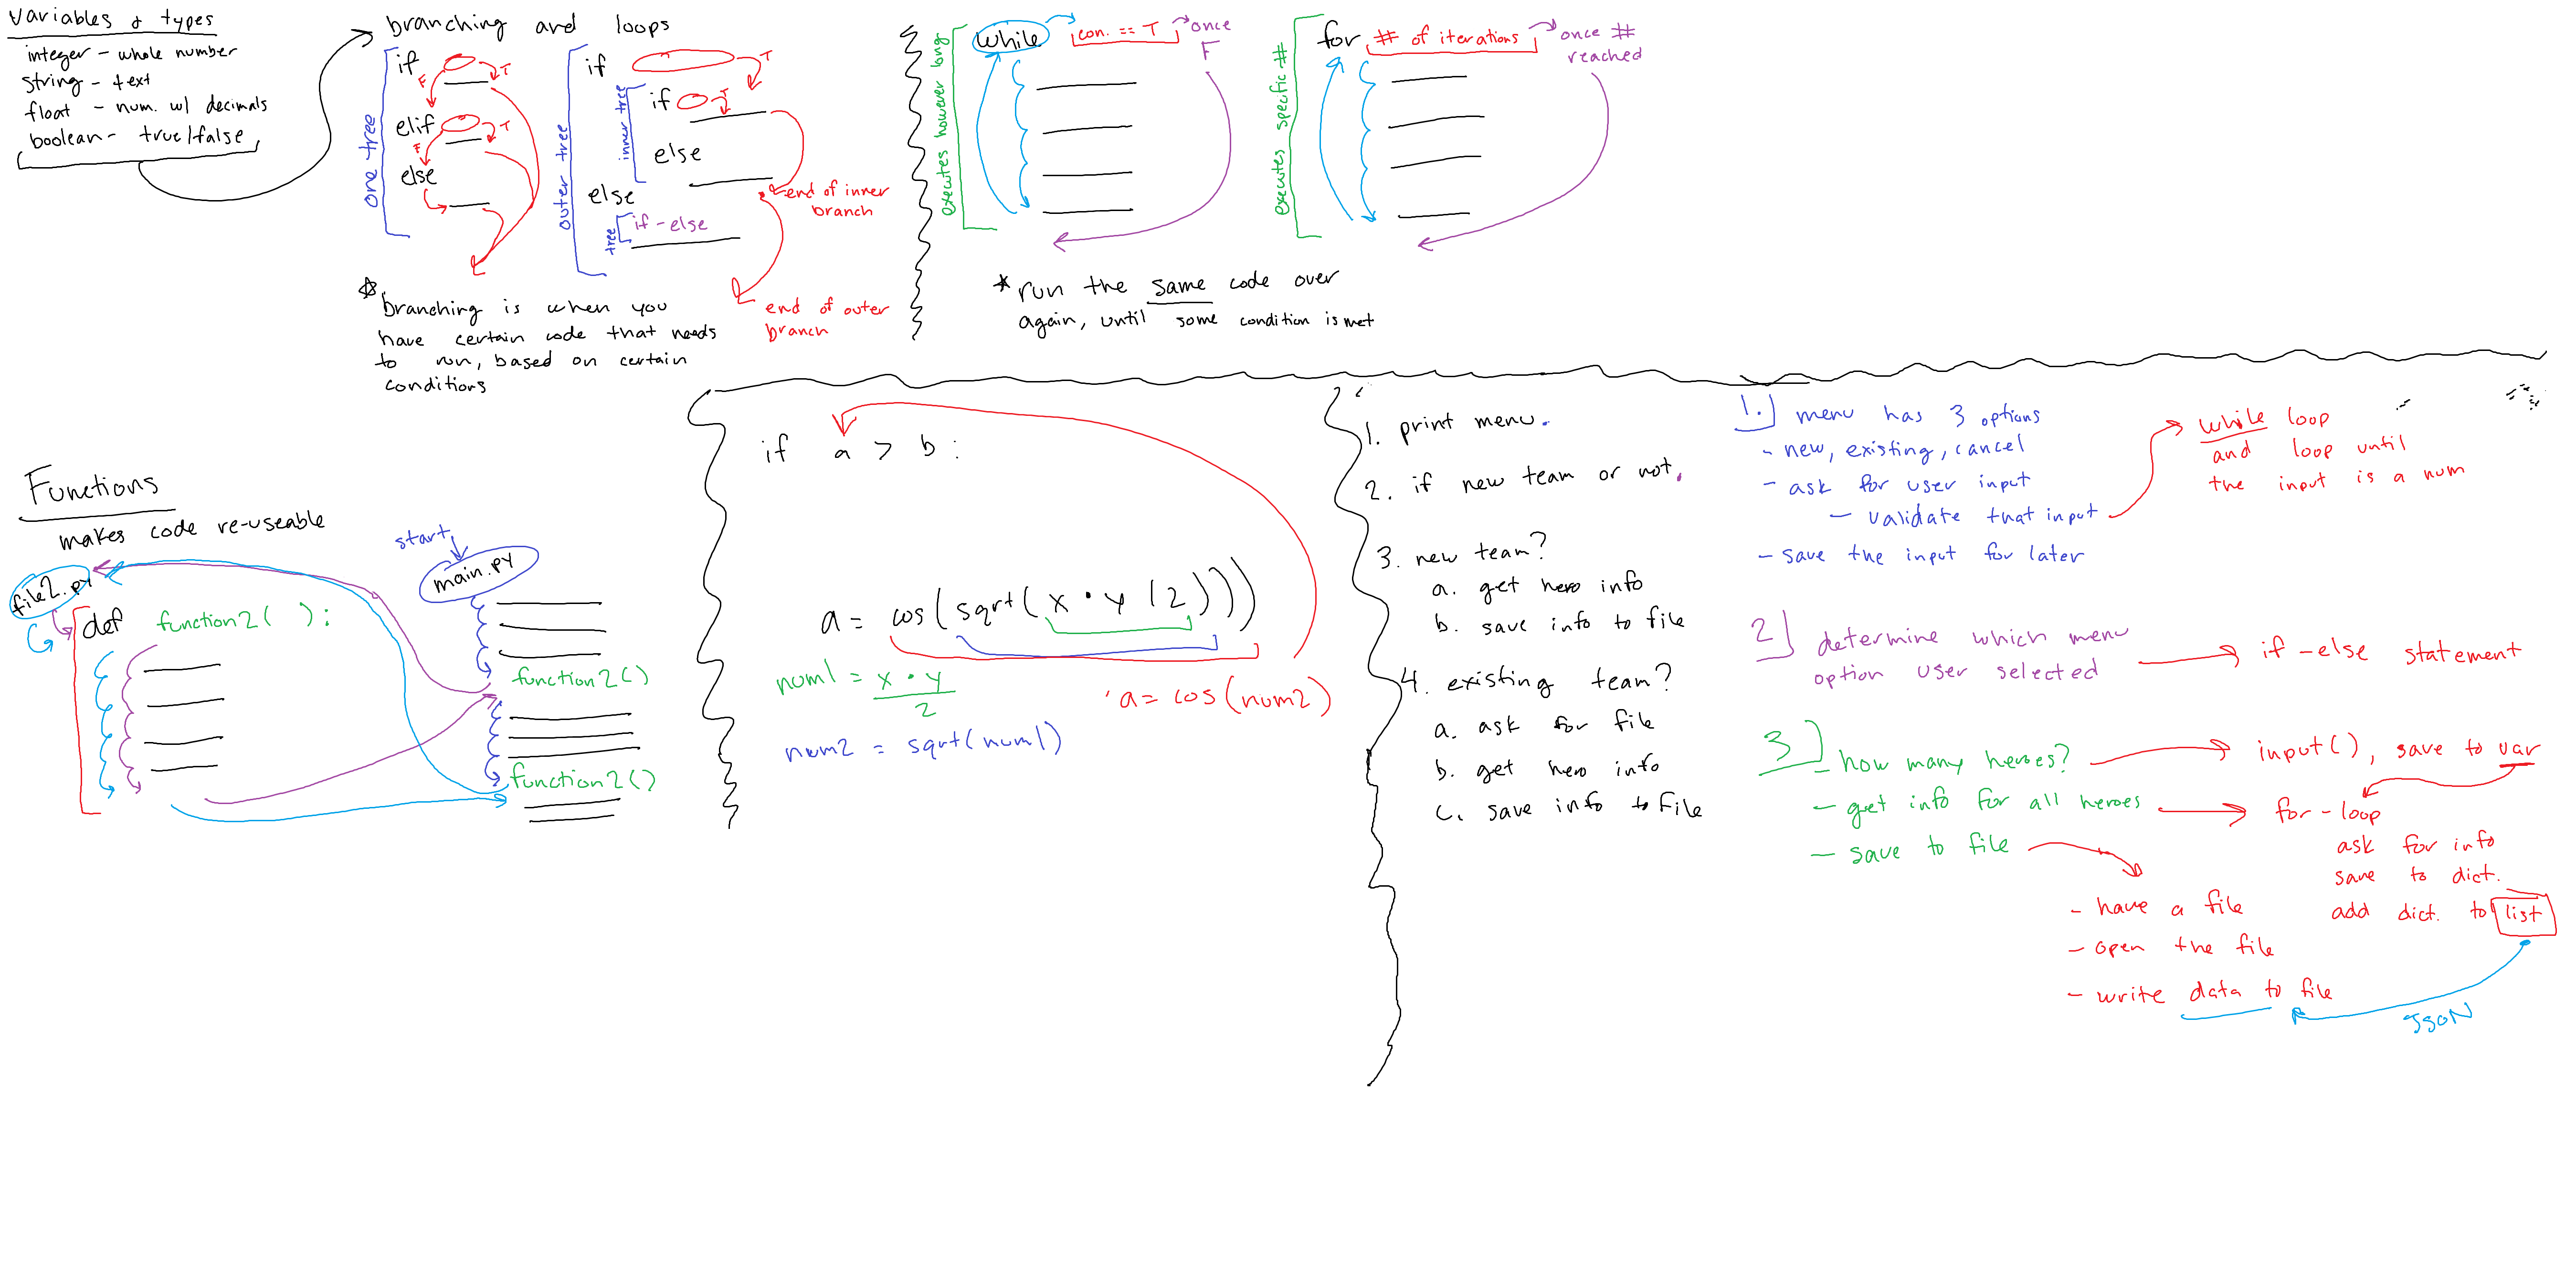 variables & types
integer - whole number
string - text
float - num. w/ decimals
boolean - true/false
branching and loops
one tree
if
T
F
elif
T
F
else
outer tree
if
T
inner tree
if
T
else
end of inner
branch
else
tree
if-else
end of outer
branch
* branching is when you
have certain code that needs
to run, based on certain
conditions
executes however long
while con. == T once
F
executes specific #
for # of iterations once #
reached
* run the same code over
again, until some condition is met
Functions
makes code re-useable
start
main.py
file2.py
def function2( ):
function2()
function2()
if a > b :
a = cos(sqrt(x · y / 2)))
num1 = x · y
2
num2 = sqrt(num1)
a = cos(num2)
1. print menu.
2. if new team or not.
3. new team?
a. get hero info
b. save info to file
4. existing team?
a. ask for file
b. get hero info
c. save info to file
1.) menu has 3 options
- new, existing, cancel
- ask for user input
- validate that input
- save the input for later
while loop
and loop until
the input is a num
2) determine which menu
option user selected
if-else statement
3)
- how many heroes?
input(), save to var
- get info for all heroes
for-loop
ask for info
save to dict.
add dict. to list
- save to file
- have a file
- open the file
- write data to file
JSON